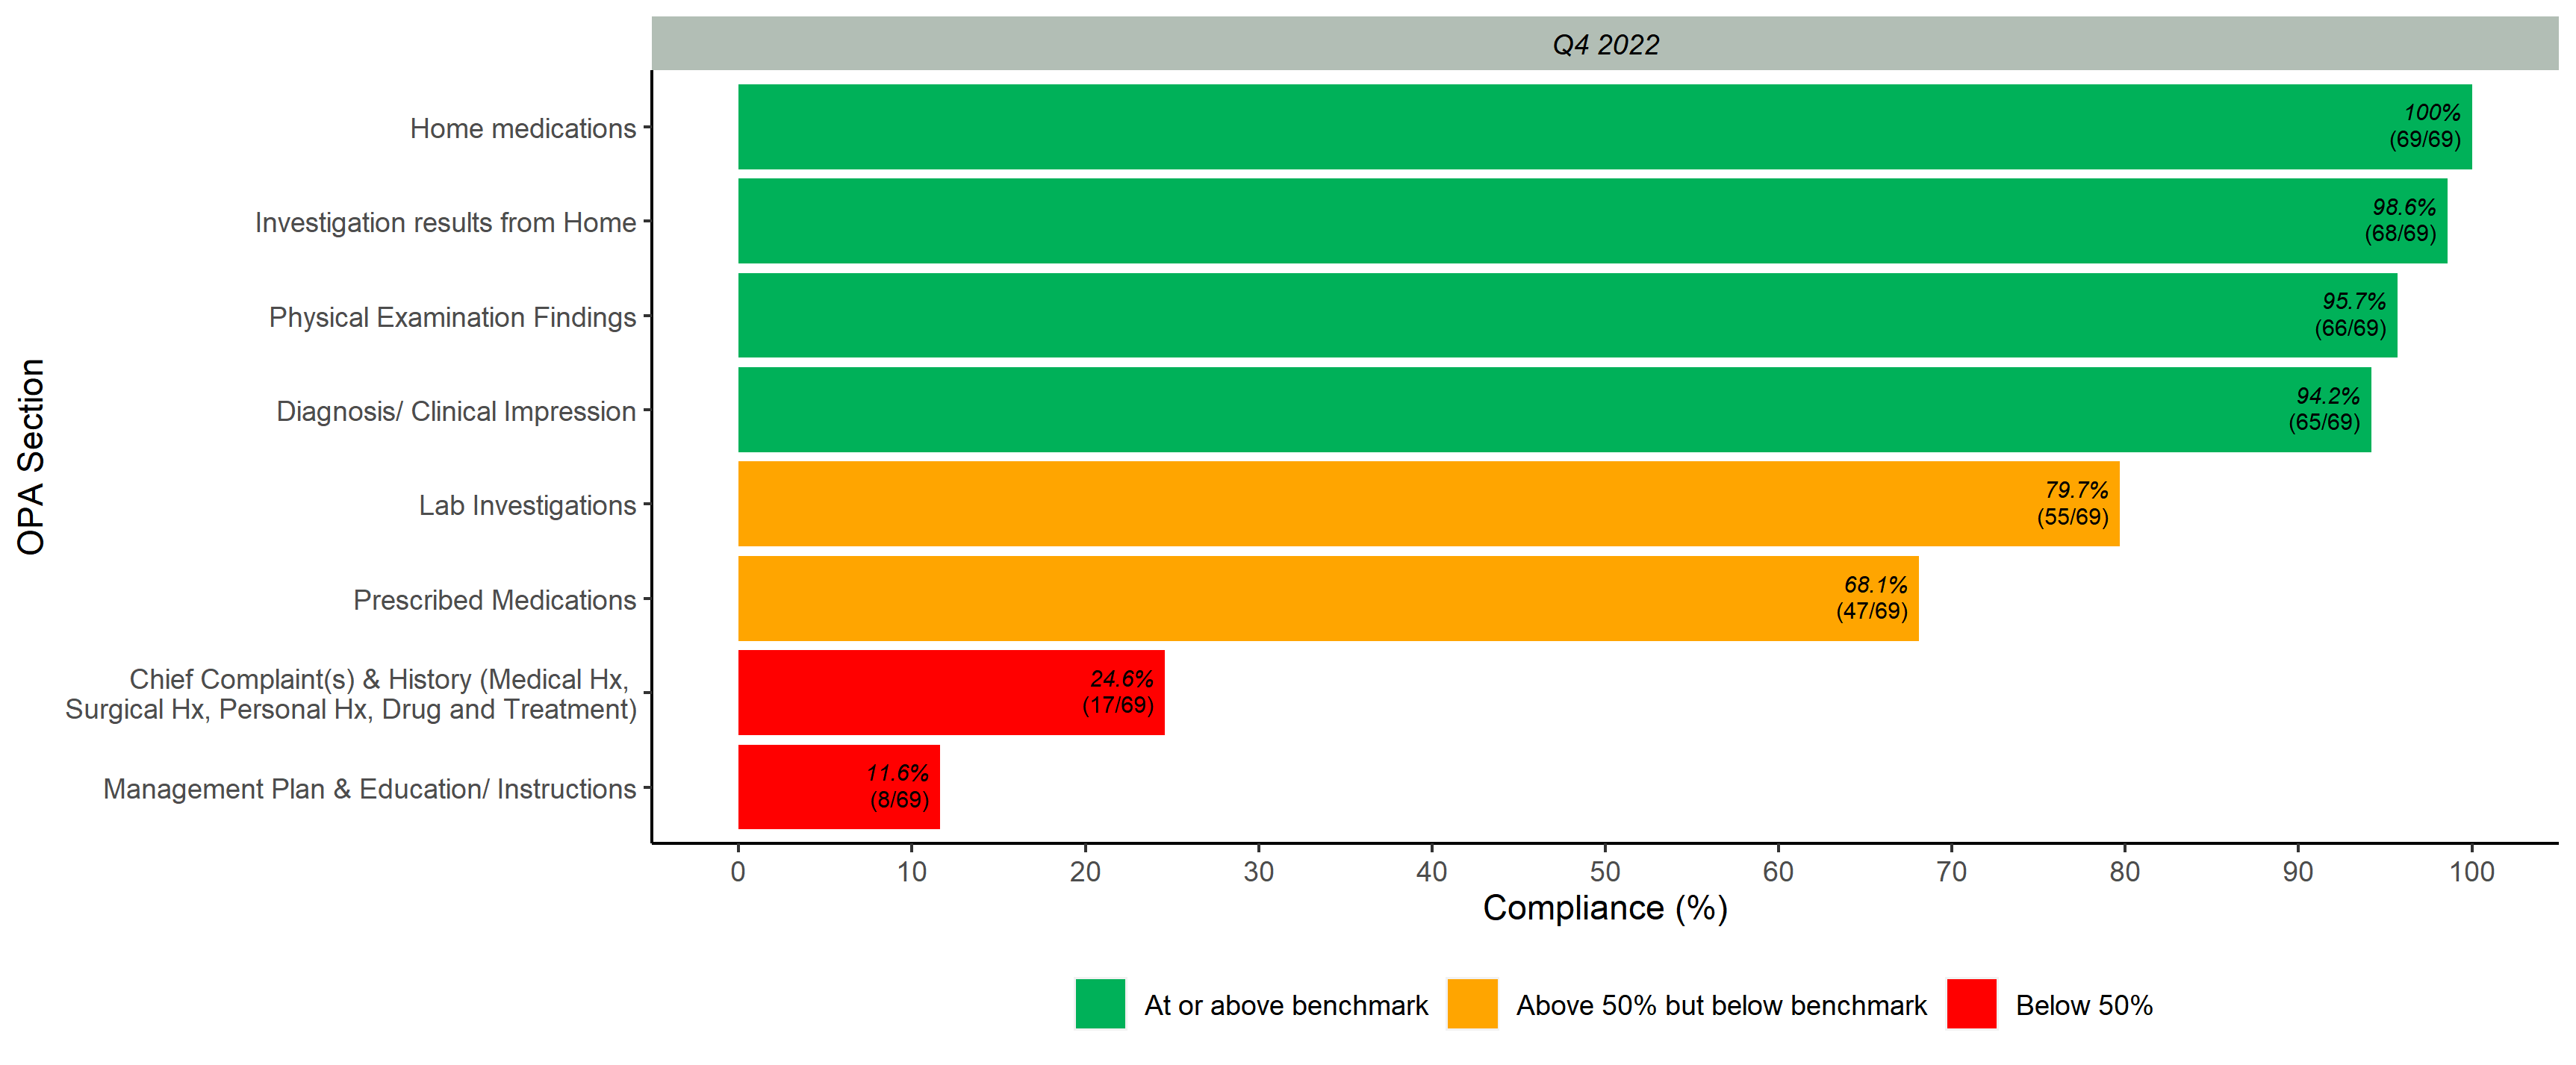 Q4 2022
OPA Section
Home medications
100%
(69/69)
Investigation results from Home
98.6%
(68/69)
Physical Examination Findings
95.7%
(66/69)
Diagnosis/ Clinical Impression
94.2%
(65/69)
Lab Investigations
79.7%
(55/69)
Prescribed Medications
68.1%
(47/69)
Chief Complaint(s) & History (Medical Hx,
Surgical Hx, Personal Hx, Drug and Treatment)
24.6%
(17/69)
Management Plan & Education/ Instructions
11.6%
(8/69)
0 10 20 30 40 50 60 70 80 90 100
Compliance (%)
At or above benchmark Above 50% but below benchmark Below 50%